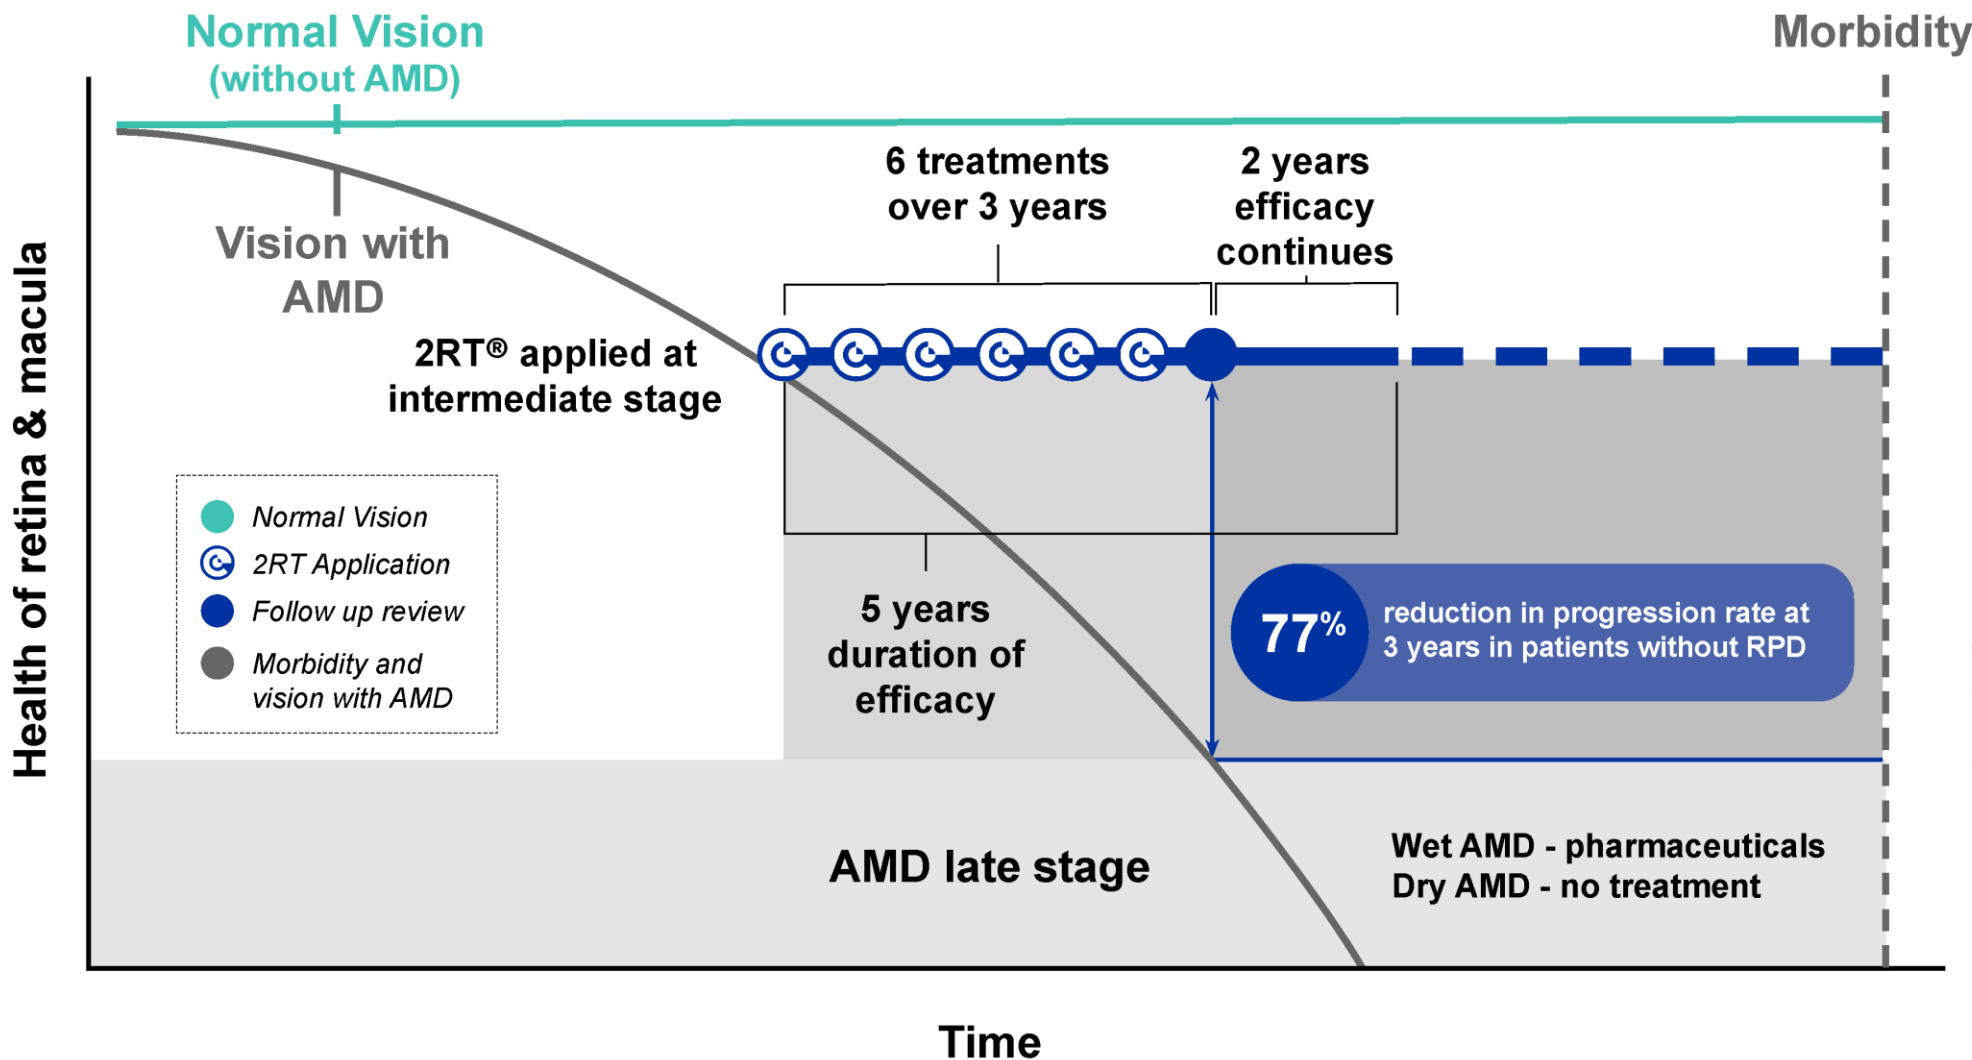 Normal Vision
(without AMD)
Morbidity
6 treatments
over 3 years
2 years
efficacy
continues
Vision with
AMD
2RT® applied at
intermediate stage
Health of retina & macula
Normal Vision
2RT Application
Follow up review
Morbidity and
vision with AMD
5 years
duration of
efficacy
77%
reduction in progression rate at
3 years in patients without RPD
AMD late stage
Wet AMD - pharmaceuticals
Dry AMD - no treatment
Time